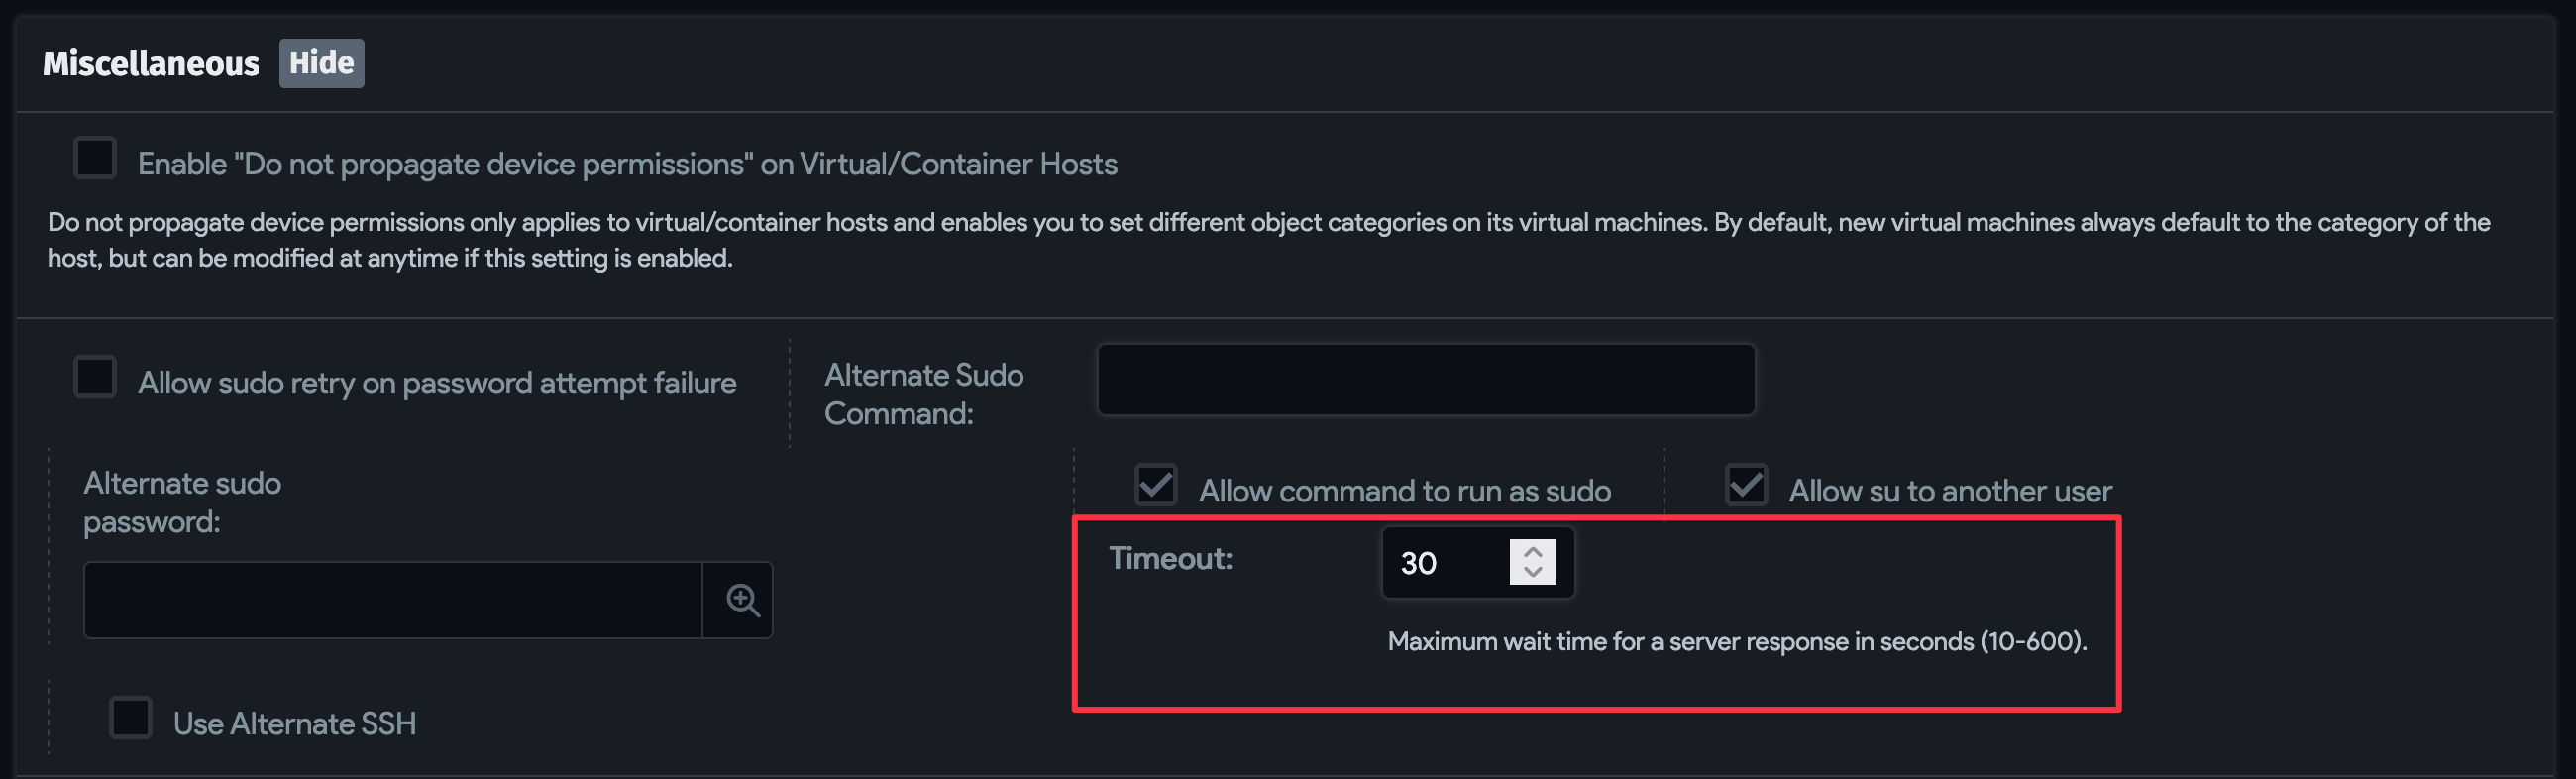 Miscellaneous Hide
Enable "Do not propagate device permissions" on Virtual/Container Hosts
Do not propagate device permissions only applies to virtual/container hosts and enables you to set different object categories on its virtual machines. By default, new virtual machines always default to the category of the
host, but can be modified at anytime if this setting is enabled.
Allow sudo retry on password attempt failure
Alternate Sudo
Command:
Alternate sudo
password:
Allow command to run as sudo
Allow su to another user
Timeout: 30
Maximum wait time for a server response in seconds (10-600).
Use Alternate SSH